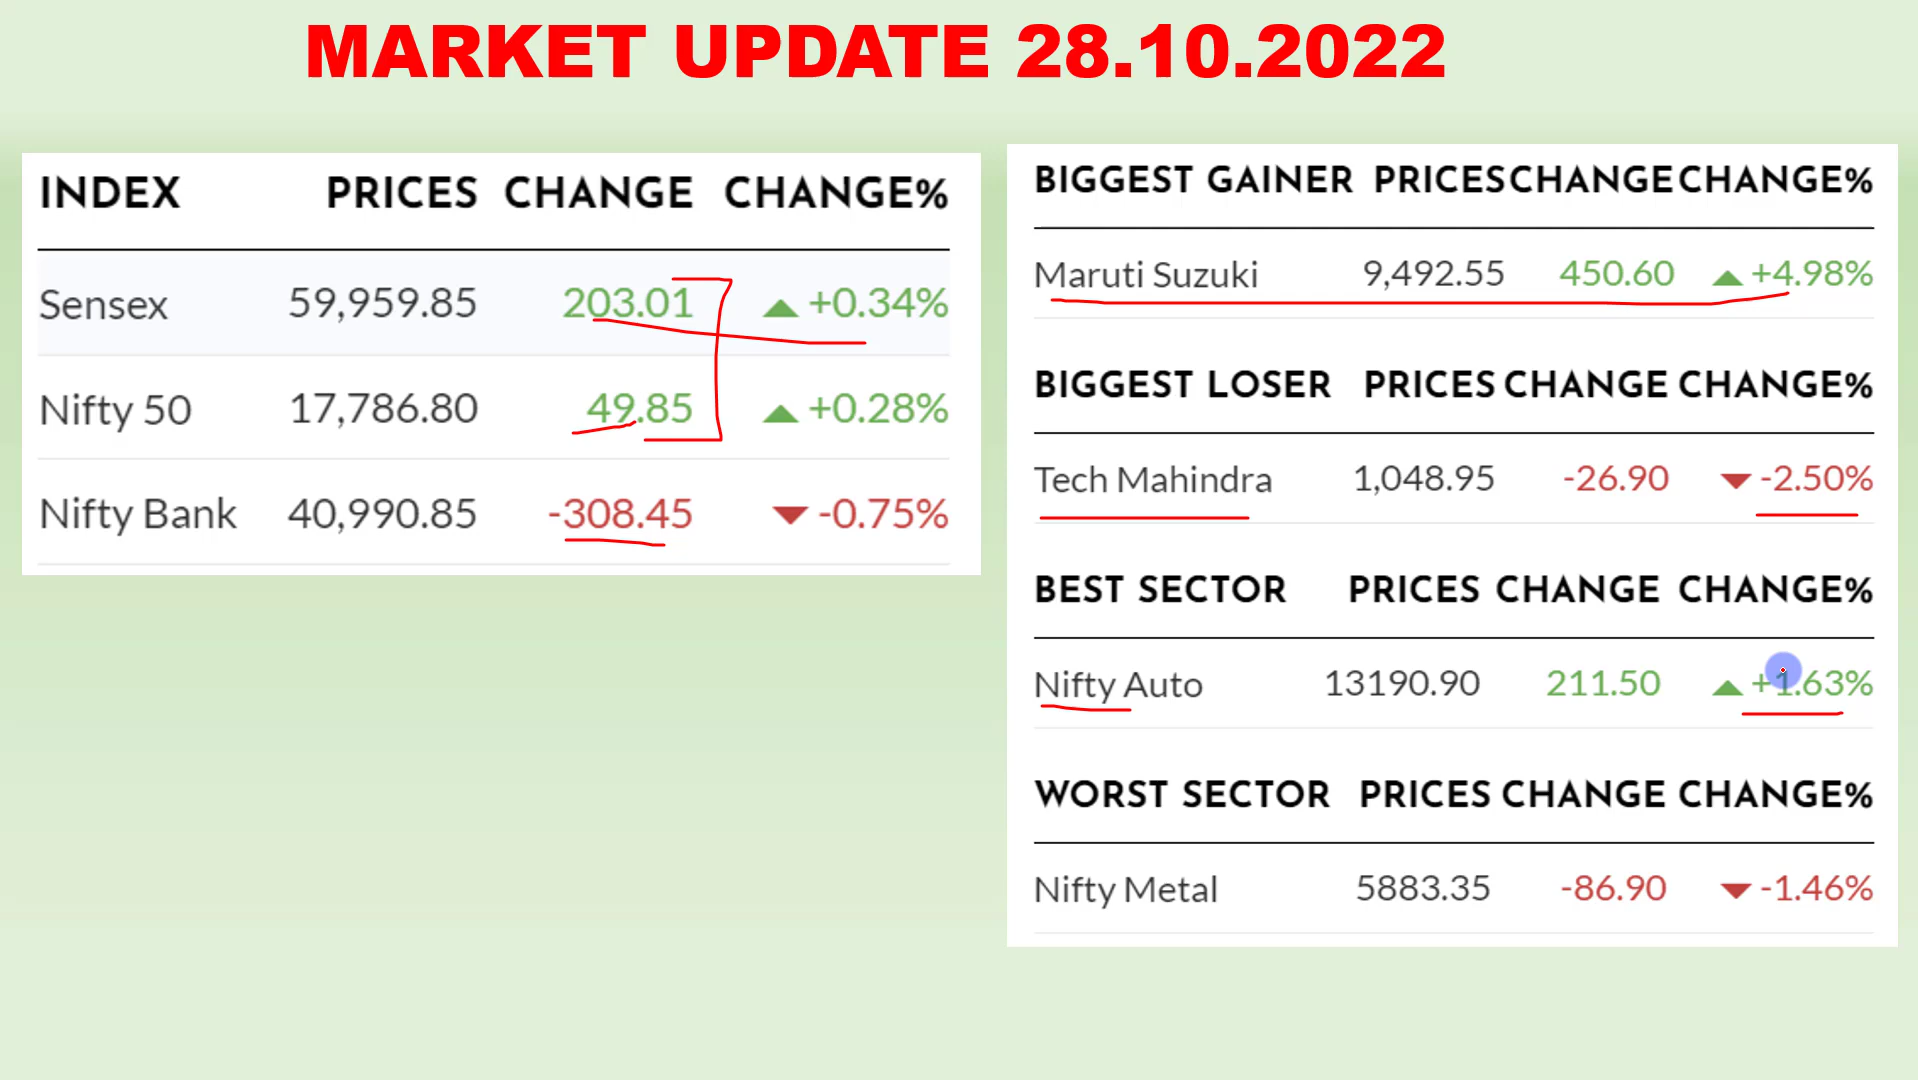 MARKET UPDATE 28.10.2022
INDEX PRICES CHANGE CHANGE%
Sensex 59,959.85 203.01 ▲ +0.34%
Nifty 50 17,786.80 49.85 ▲ +0.28%
Nifty Bank 40,990.85 -308.45 ▼ -0.75%
BIGGEST GAINER PRICES CHANGE CHANGE%
Maruti Suzuki 9,492.55 450.60 ▲ +4.98%
BIGGEST LOSER PRICES CHANGE CHANGE%
Tech Mahindra 1,048.95 -26.90 ▼ -2.50%
BEST SECTOR PRICES CHANGE CHANGE%
Nifty Auto 13190.90 211.50 ▲ +1.63%
WORST SECTOR PRICES CHANGE CHANGE%
Nifty Metal 5883.35 -86.90 ▼ -1.46%